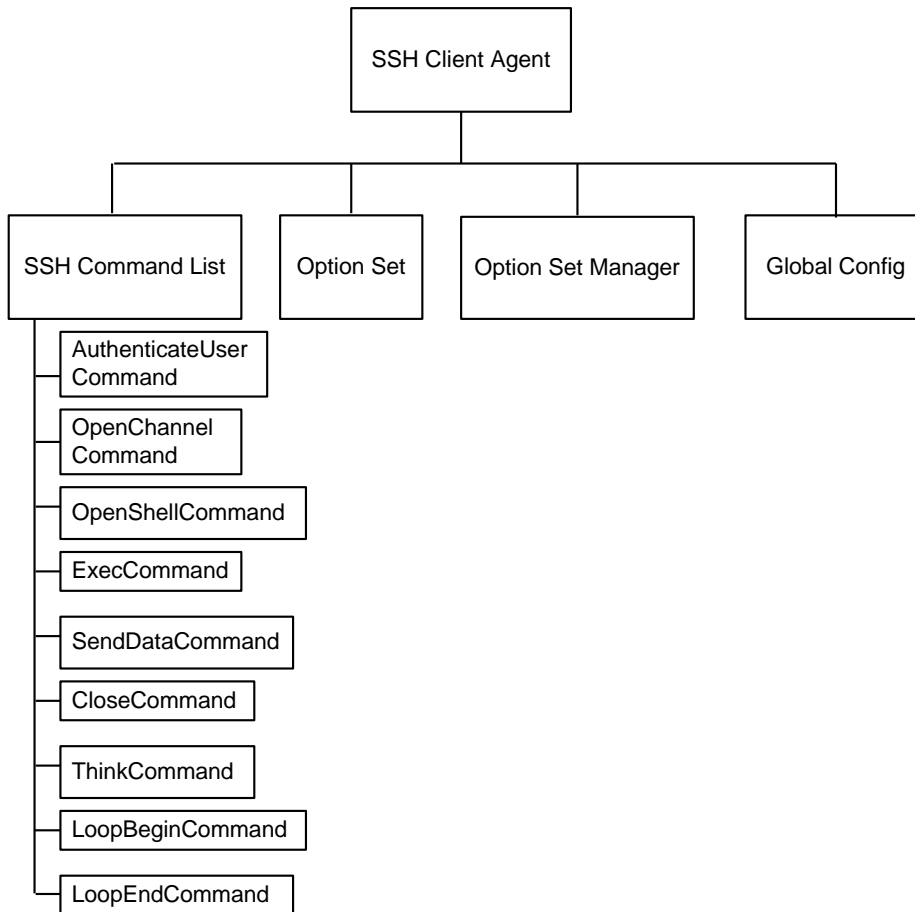 SSH Client Agent
SSH Command List
Option Set
Option Set Manager
Global Config
AuthenticateUser
Command
OpenChannel
Command
OpenShellCommand
ExecCommand
SendDataCommand
CloseCommand
ThinkCommand
LoopBeginCommand
LoopEndCommand